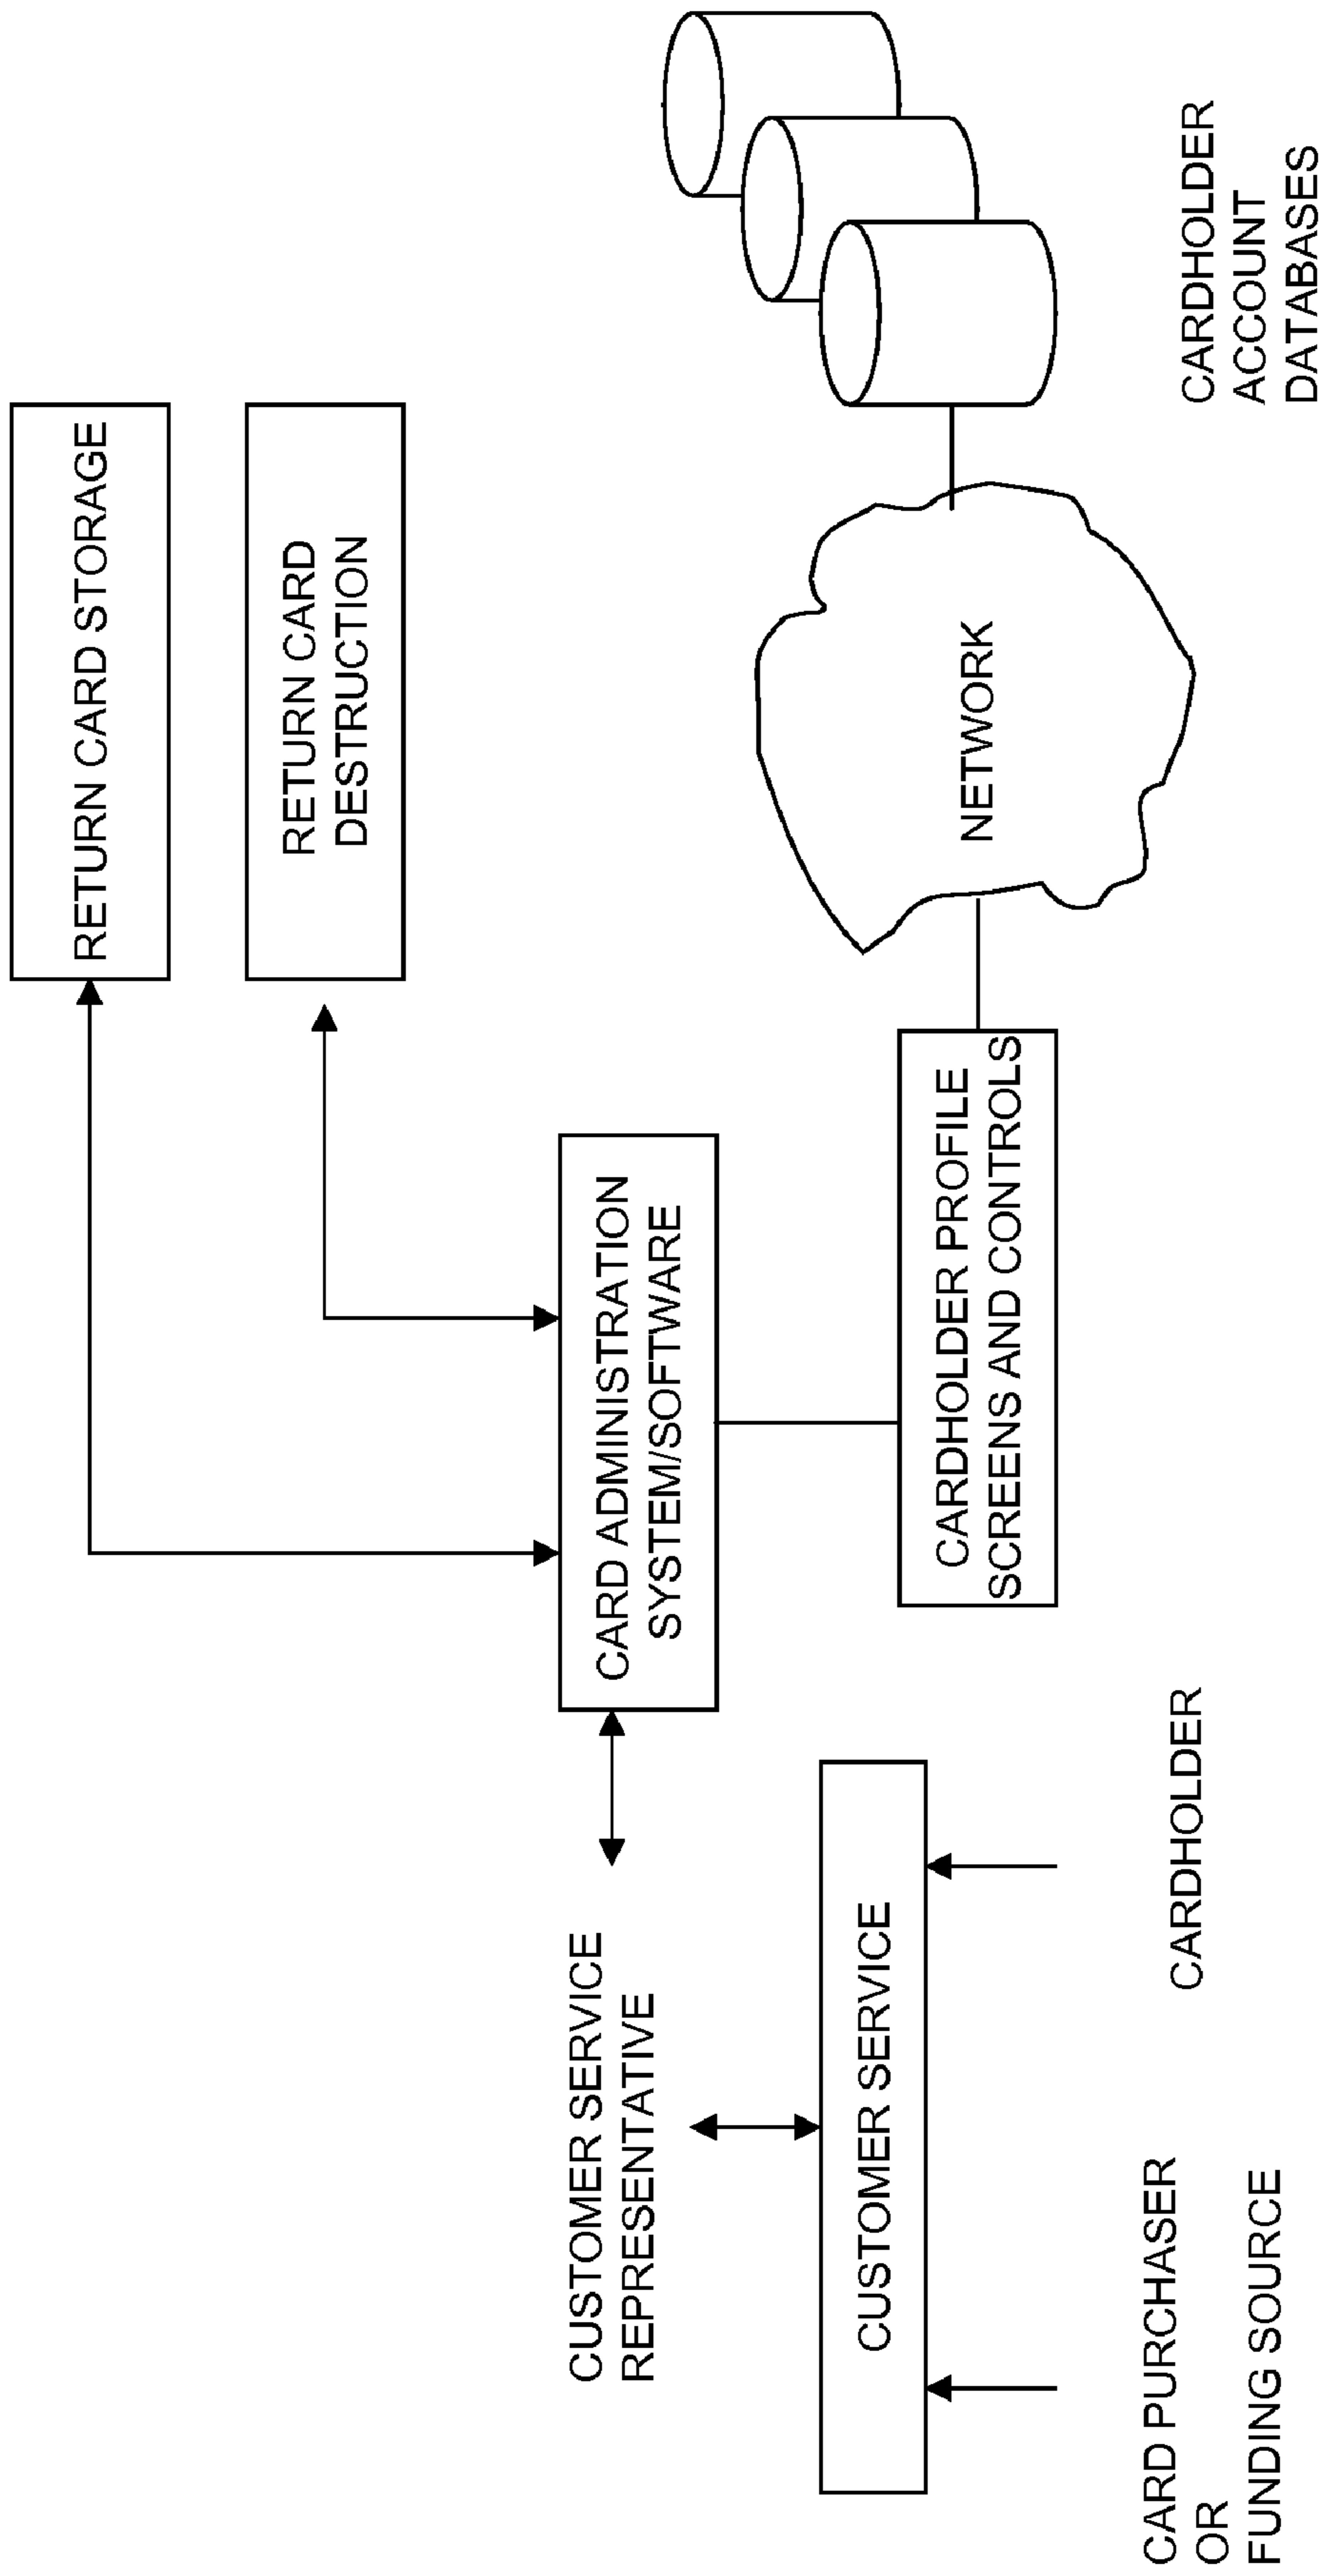 RETURN CARD STORAGE
RETURN CARD
DESTRUCTION
CUSTOMER SERVICE
REPRESENTATIVE
CARD ADMINISTRATION
SYSTEM/SOFTWARE
CUSTOMER SERVICE
CARDHOLDER PROFILE
SCREENS AND CONTROLS
NETWORK
CARD PURCHASER
OR
FUNDING SOURCE
CARDHOLDER
CARDHOLDER
ACCOUNT
DATABASES